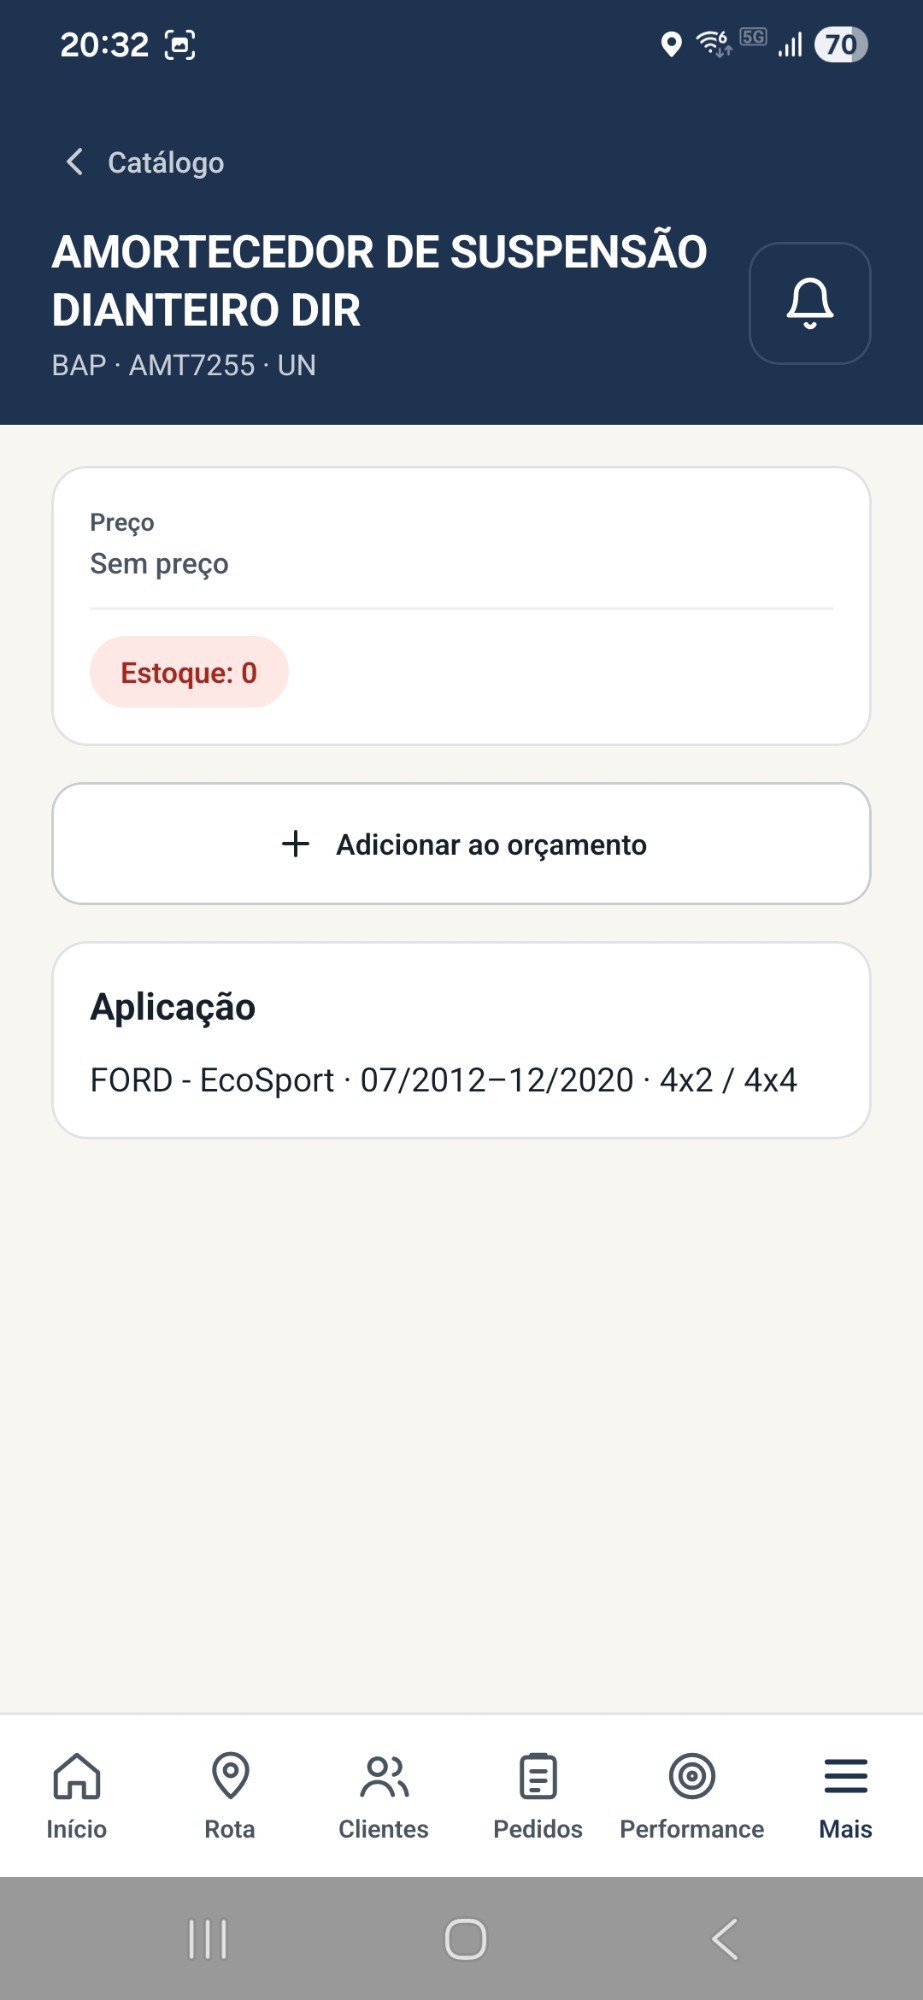 20:32
5G
70
Catálogo
AMORTECEDOR DE SUSPENSÃO
DIANTEIRO DIR
BAP · AMT7255 · UN
Preço
Sem preço
Estoque: 0
+ Adicionar ao orçamento
Aplicação
FORD - EcoSport · 07/2012–12/2020 · 4x2 / 4x4
Início
Rota
Clientes
Pedidos
Performance
Mais